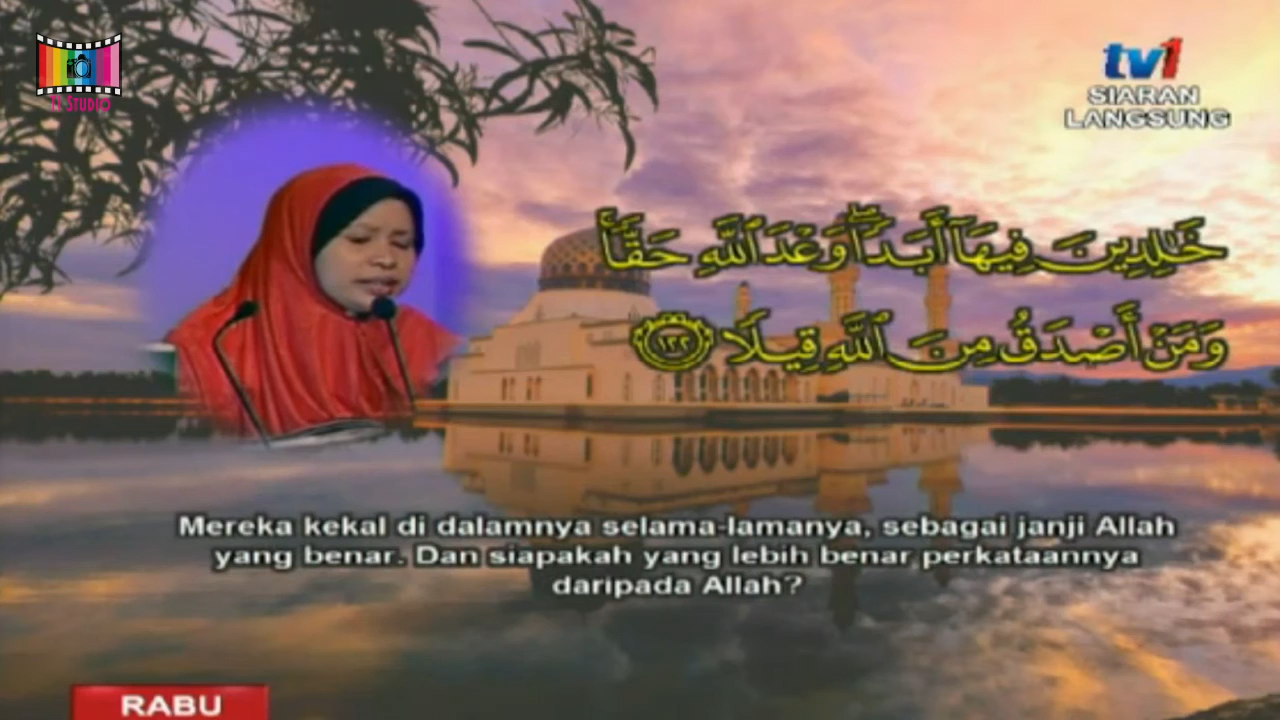 TI STUDIO
tv1
SIARAN
LANGSUNG
خَٰلِدِينَ فِيهَآ أَبَدٗاۖ وَعۡدَ ٱللَّهِ حَقّٗاۚ
وَمَنۡ أَصۡدَقُ مِنَ ٱللَّهِ قِيلٗا ١٢٢
Mereka kekal di dalamnya selama-lamanya, sebagai janji Allah
yang benar. Dan siapakah yang lebih benar perkataannya
daripada Allah?
RABU